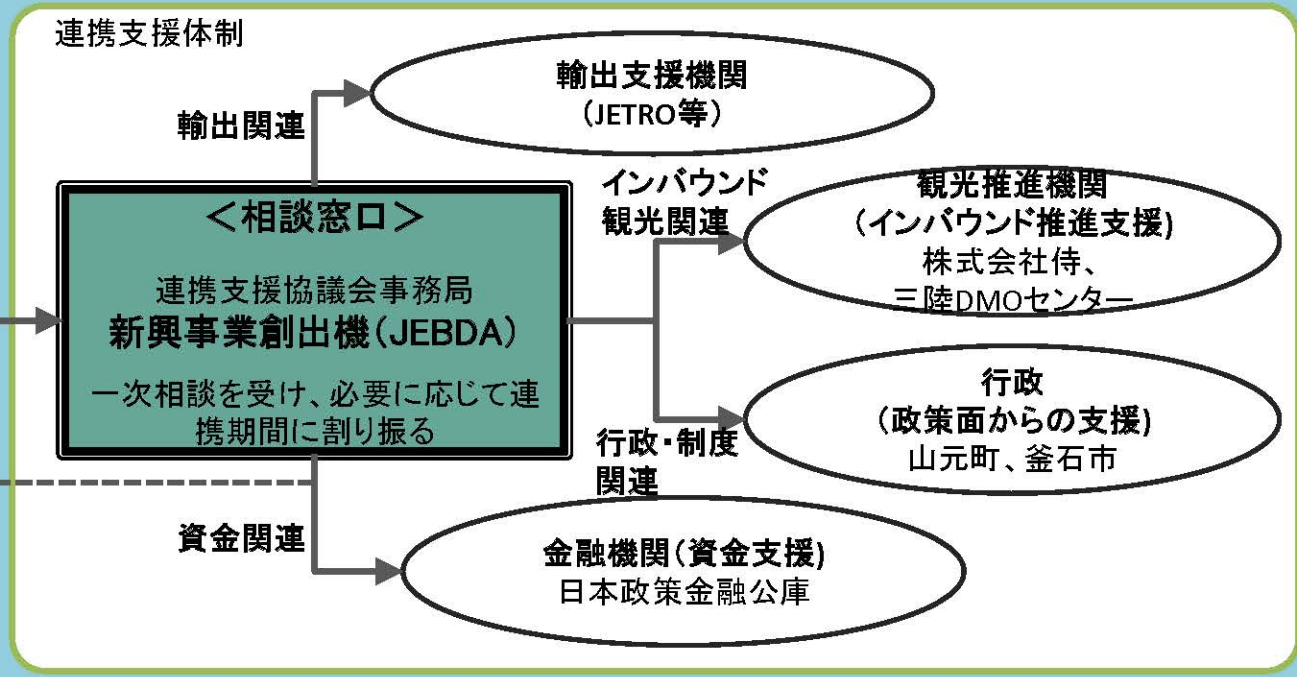 連携支援体制
輸出支援機関
(JETRO等)
輸出関連
＜相談窓口＞
連携支援協議会事務局
新興事業創出機(JEBDA)
一次相談を受け、必要に応じて連
携期間に割り振る
インバウンド
観光関連
観光推進機関
(インバウンド推進支援)
株式会社侍、
三陸DMOセンター
行政・制度
関連
行政
(政策面からの支援)
山元町、釜石市
資金関連
金融機関(資金支援)
日本政策金融公庫